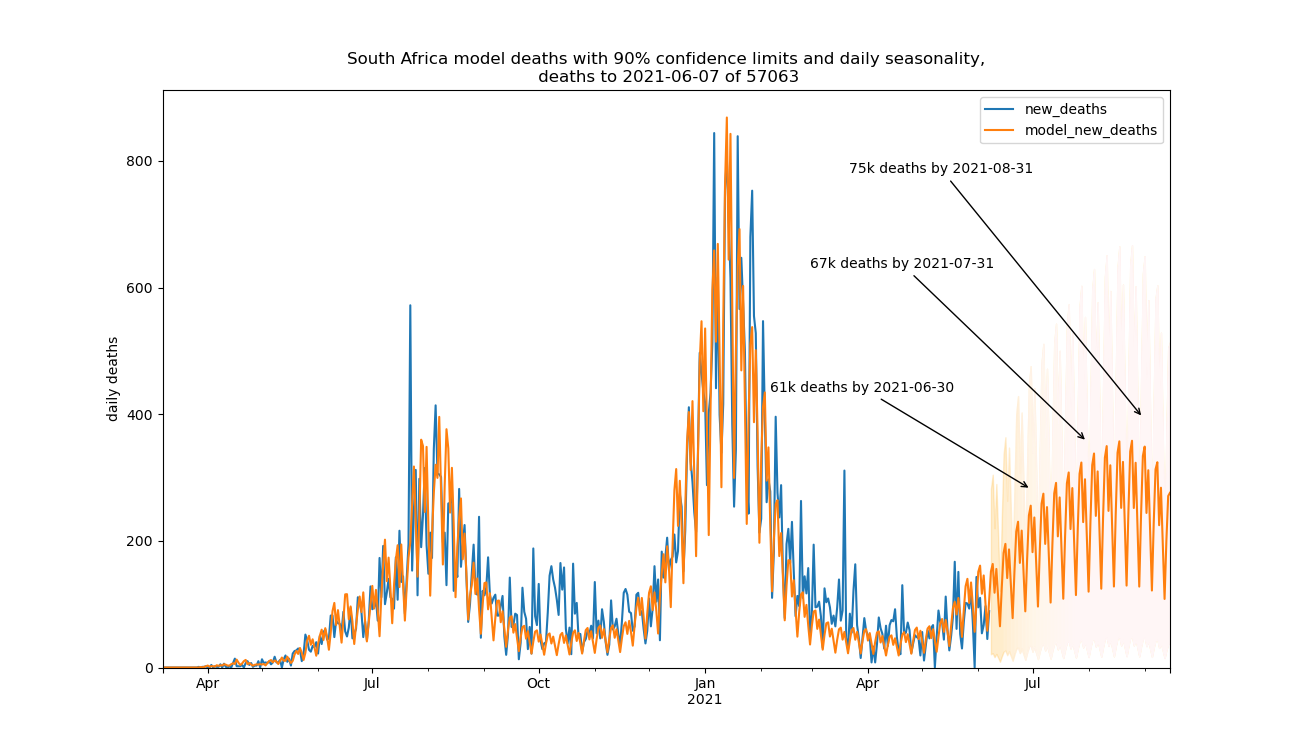 South Africa model deaths with 90% confidence limits and daily seasonality,
deaths to 2021-06-07 of 57063
new_deaths
model_new_deaths
75k deaths by 2021-08-31
67k deaths by 2021-07-31
61k deaths by 2021-06-30
daily deaths
800
600
400
200
0
Apr Jul Oct Jan Apr Jul
2021